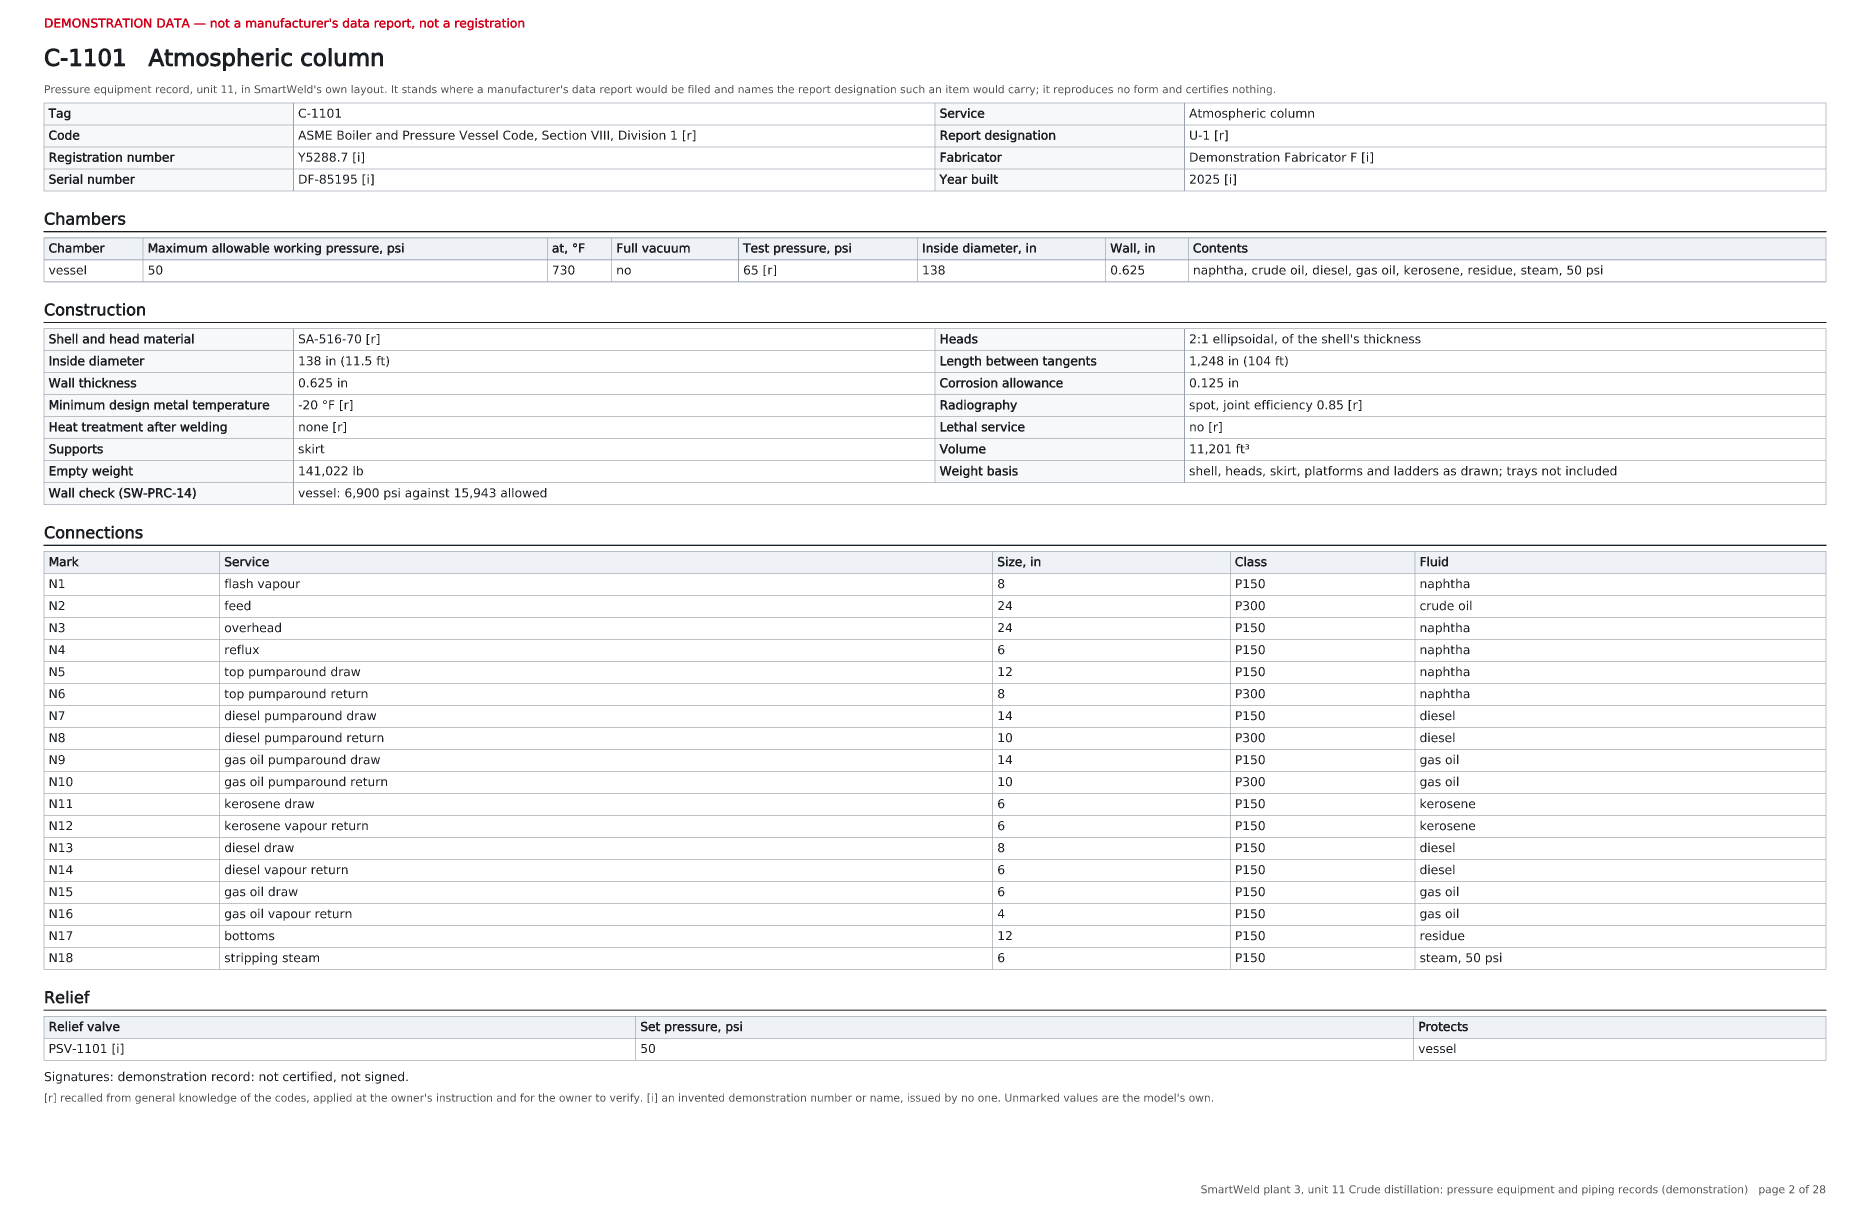 DEMONSTRATION DATA — not a manufacturer's data report, not a registration
C-1101 Atmospheric column
Pressure equipment record, unit 11, in SmartWeld's own layout. It stands where a manufacturer's data report would be filed and names the report designation such an item would carry; it reproduces no form and certifies nothing.
Tag C-1101 Service Atmospheric column
Code ASME Boiler and Pressure Vessel Code, Section VIII, Division 1 [r] Report designation U-1 [r]
Registration number Y5288.7 [i] Fabricator Demonstration Fabricator F [i]
Serial number DF-85195 [i] Year built 2025 [i]
Chambers
Chamber Maximum allowable working pressure, psi at, °F Full vacuum Test pressure, psi Inside diameter, in Wall, in Contents
vessel 50 730 no 65 [r] 138 0.625 naphtha, crude oil, diesel, gas oil, kerosene, residue, steam, 50 psi
Construction
Shell and head material SA-516-70 [r] Heads 2:1 ellipsoidal, of the shell's thickness
Inside diameter 138 in (11.5 ft) Length between tangents 1,248 in (104 ft)
Wall thickness 0.625 in Corrosion allowance 0.125 in
Minimum design metal temperature -20 °F [r] Radiography spot, joint efficiency 0.85 [r]
Heat treatment after welding none [r] Lethal service no [r]
Supports skirt Volume 11,201 ft³
Empty weight 141,022 lb Weight basis shell, heads, skirt, platforms and ladders as drawn; trays not included
Wall check (SW-PRC-14) vessel: 6,900 psi against 15,943 allowed
Connections
Mark Service Size, in Class Fluid
N1 flash vapour 8 P150 naphtha
N2 feed 24 P300 crude oil
N3 overhead 24 P150 naphtha
N4 reflux 6 P150 naphtha
N5 top pumparound draw 12 P150 naphtha
N6 top pumparound return 8 P300 naphtha
N7 diesel pumparound draw 14 P150 diesel
N8 diesel pumparound return 10 P300 diesel
N9 gas oil pumparound draw 14 P150 gas oil
N10 gas oil pumparound return 10 P300 gas oil
N11 kerosene draw 6 P150 kerosene
N12 kerosene vapour return 6 P150 kerosene
N13 diesel draw 8 P150 diesel
N14 diesel vapour return 6 P150 diesel
N15 gas oil draw 6 P150 gas oil
N16 gas oil vapour return 4 P150 gas oil
N17 bottoms 12 P150 residue
N18 stripping steam 6 P150 steam, 50 psi
Relief
Relief valve Set pressure, psi Protects
PSV-1101 [i] 50 vessel
Signatures: demonstration record: not certified, not signed.
[r] recalled from general knowledge of the codes, applied at the owner's instruction and for the owner to verify. [i] an invented demonstration number or name, issued by no one. Unmarked values are the model's own.
SmartWeld plant 3, unit 11 Crude distillation: pressure equipment and piping records (demonstration) page 2 of 28